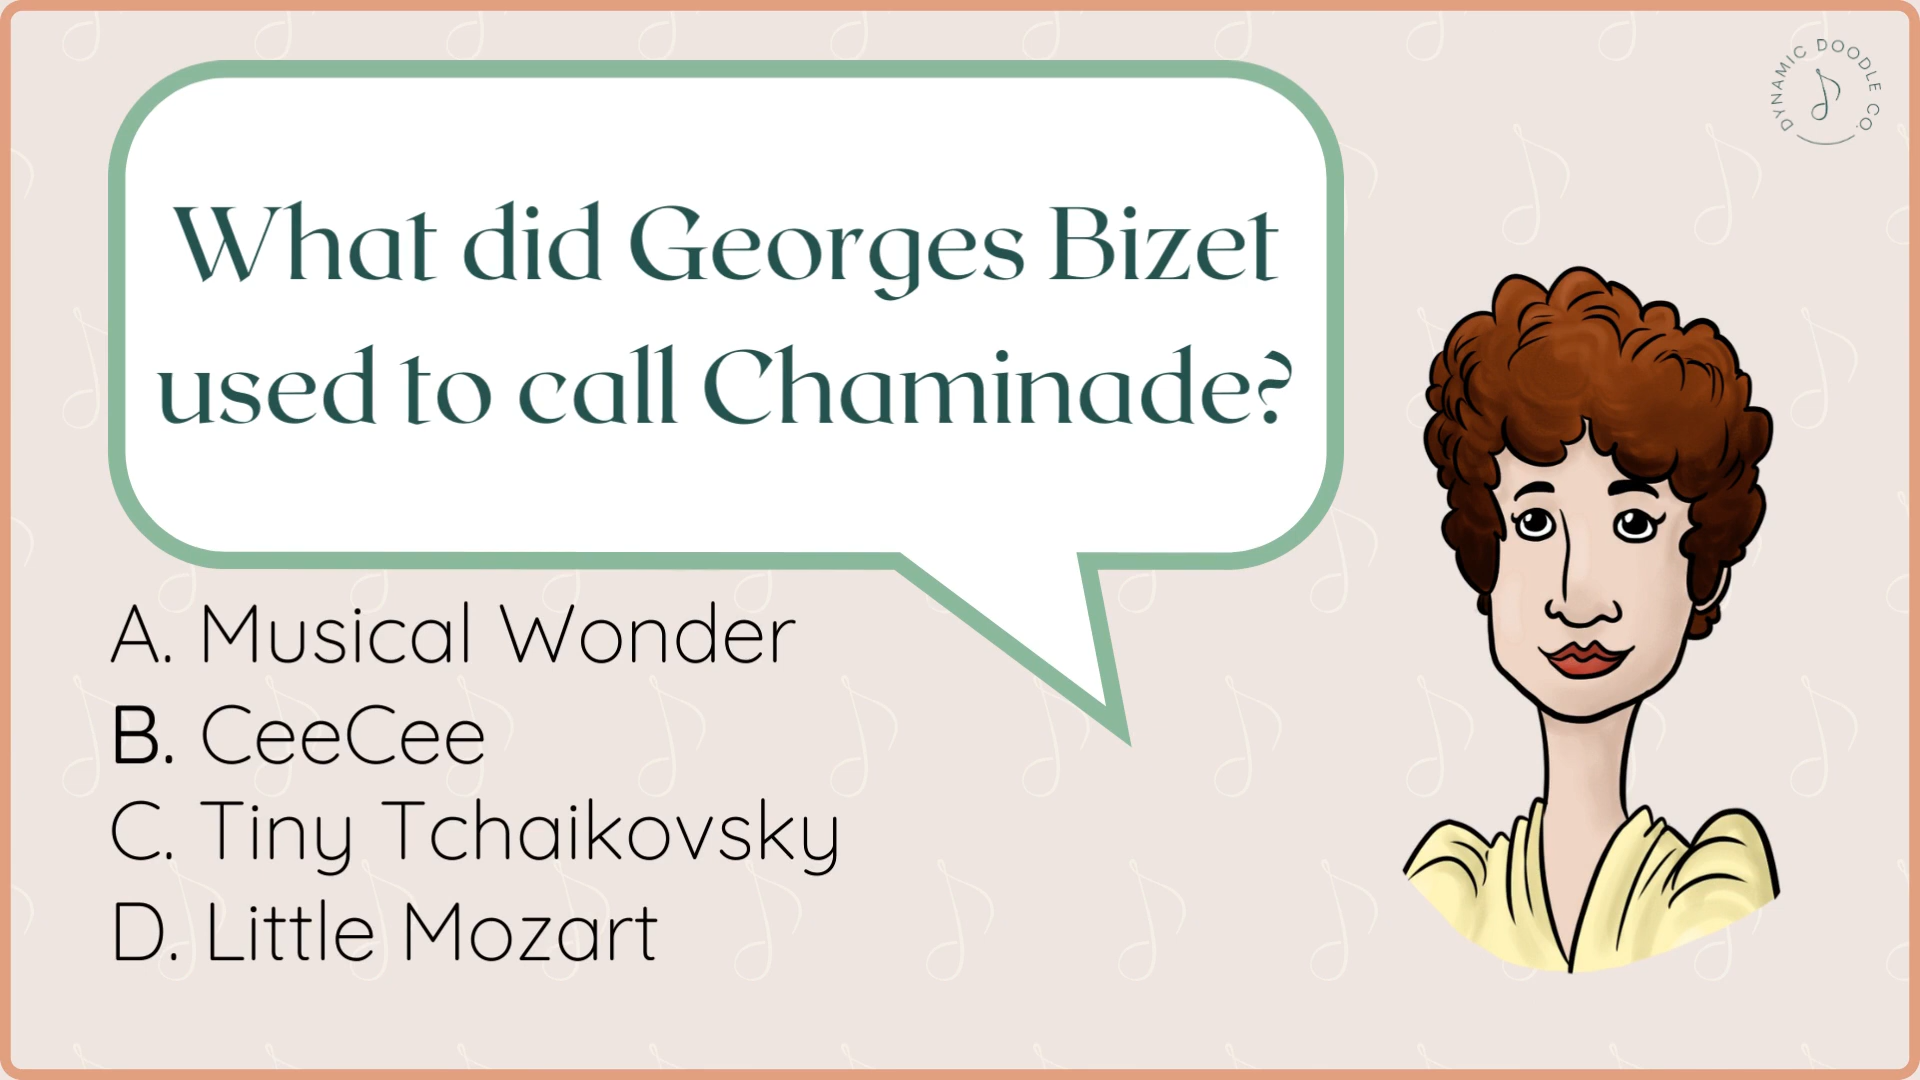 DYNAMIC DOODLE CO.
What did Georges Bizet
used to call Chaminade?
A. Musical Wonder
B. CeeCee
C. Tiny Tchaikovsky
D. Little Mozart